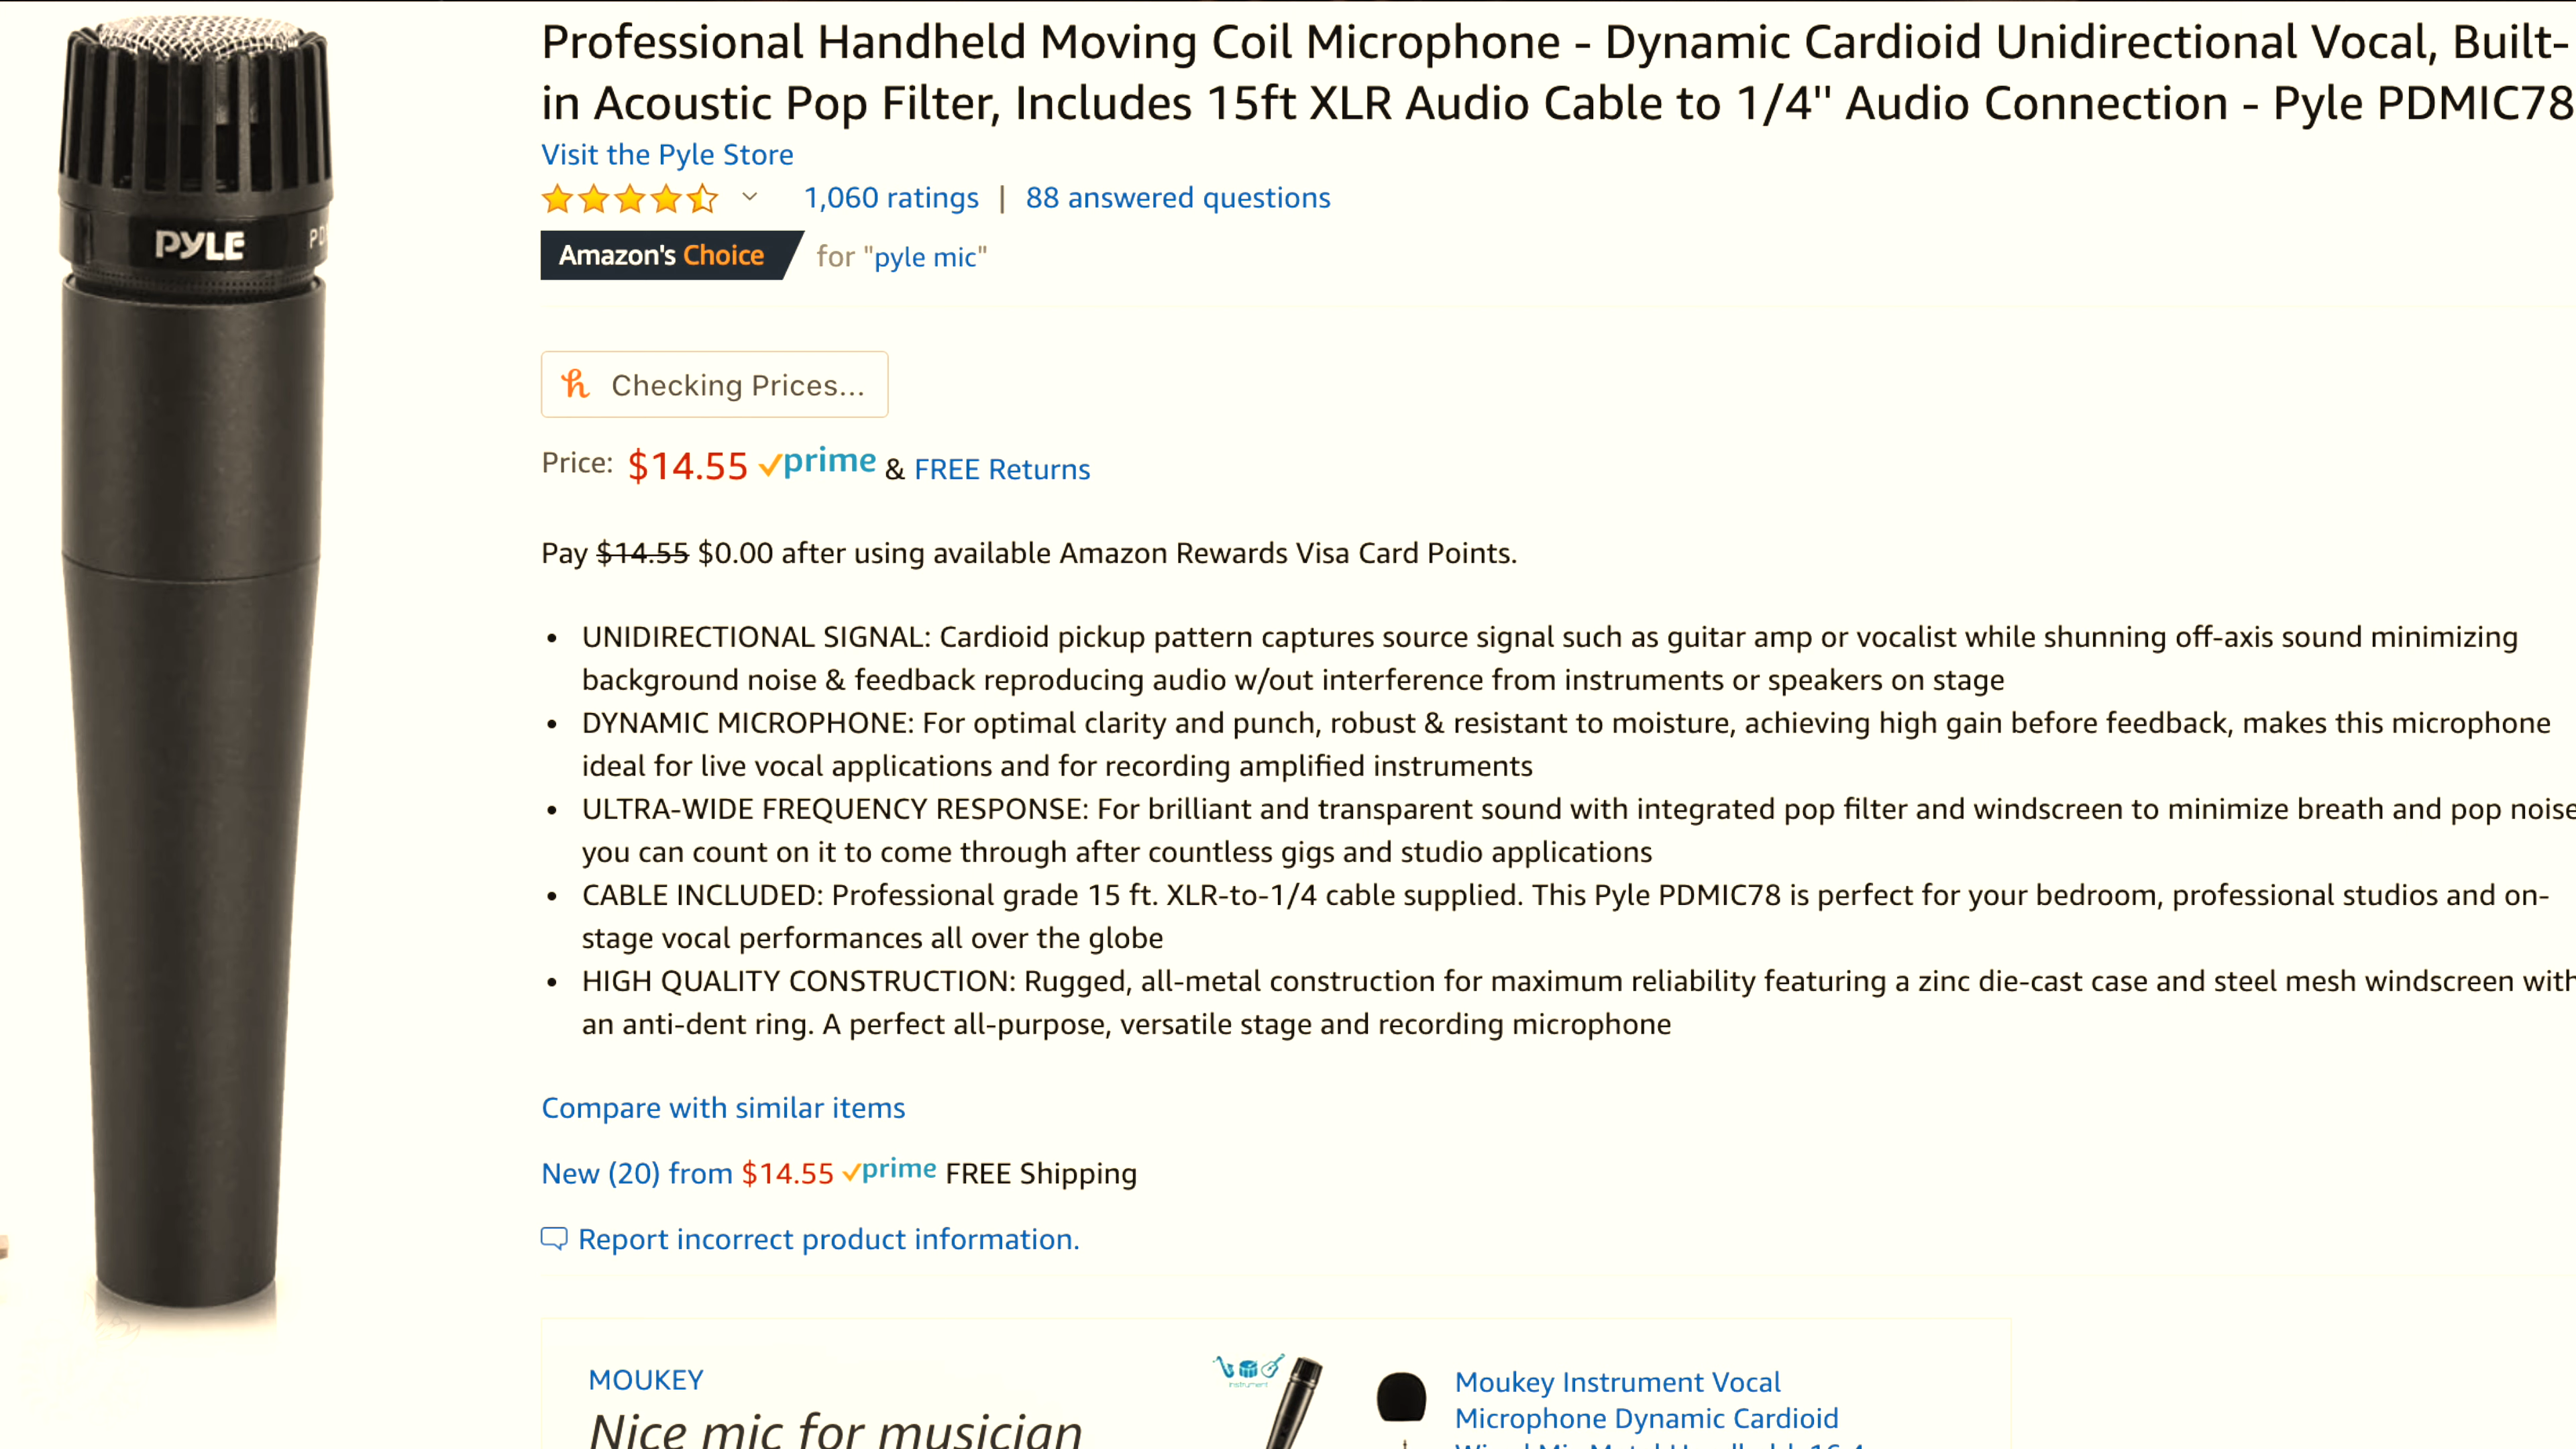 Professional Handheld Moving Coil Microphone - Dynamic Cardioid Unidirectional Vocal, Built-
in Acoustic Pop Filter, Includes 15ft XLR Audio Cable to 1/4" Audio Connection - Pyle PDMIC78
Visit the Pyle Store
1,060 ratings | 88 answered questions
PYLE PD
Amazon's Choice for "pyle mic"
Checking Prices...
Price: $14.55 prime & FREE Returns
Pay $14.55 $0.00 after using available Amazon Rewards Visa Card Points.
• UNIDIRECTIONAL SIGNAL: Cardioid pickup pattern captures source signal such as guitar amp or vocalist while shunning off-axis sound minimizing
background noise & feedback reproducing audio w/out interference from instruments or speakers on stage
• DYNAMIC MICROPHONE: For optimal clarity and punch, robust & resistant to moisture, achieving high gain before feedback, makes this microphone
ideal for live vocal applications and for recording amplified instruments
• ULTRA-WIDE FREQUENCY RESPONSE: For brilliant and transparent sound with integrated pop filter and windscreen to minimize breath and pop noise
you can count on it to come through after countless gigs and studio applications
• CABLE INCLUDED: Professional grade 15 ft. XLR-to-1/4 cable supplied. This Pyle PDMIC78 is perfect for your bedroom, professional studios and on-
stage vocal performances all over the globe
• HIGH QUALITY CONSTRUCTION: Rugged, all-metal construction for maximum reliability featuring a zinc die-cast case and steel mesh windscreen with
an anti-dent ring. A perfect all-purpose, versatile stage and recording microphone
Compare with similar items
New (20) from $14.55 prime FREE Shipping
Report incorrect product information.
MOUKEY
Nice mic for musician
instrument
Moukey Instrument Vocal
Microphone Dynamic Cardioid